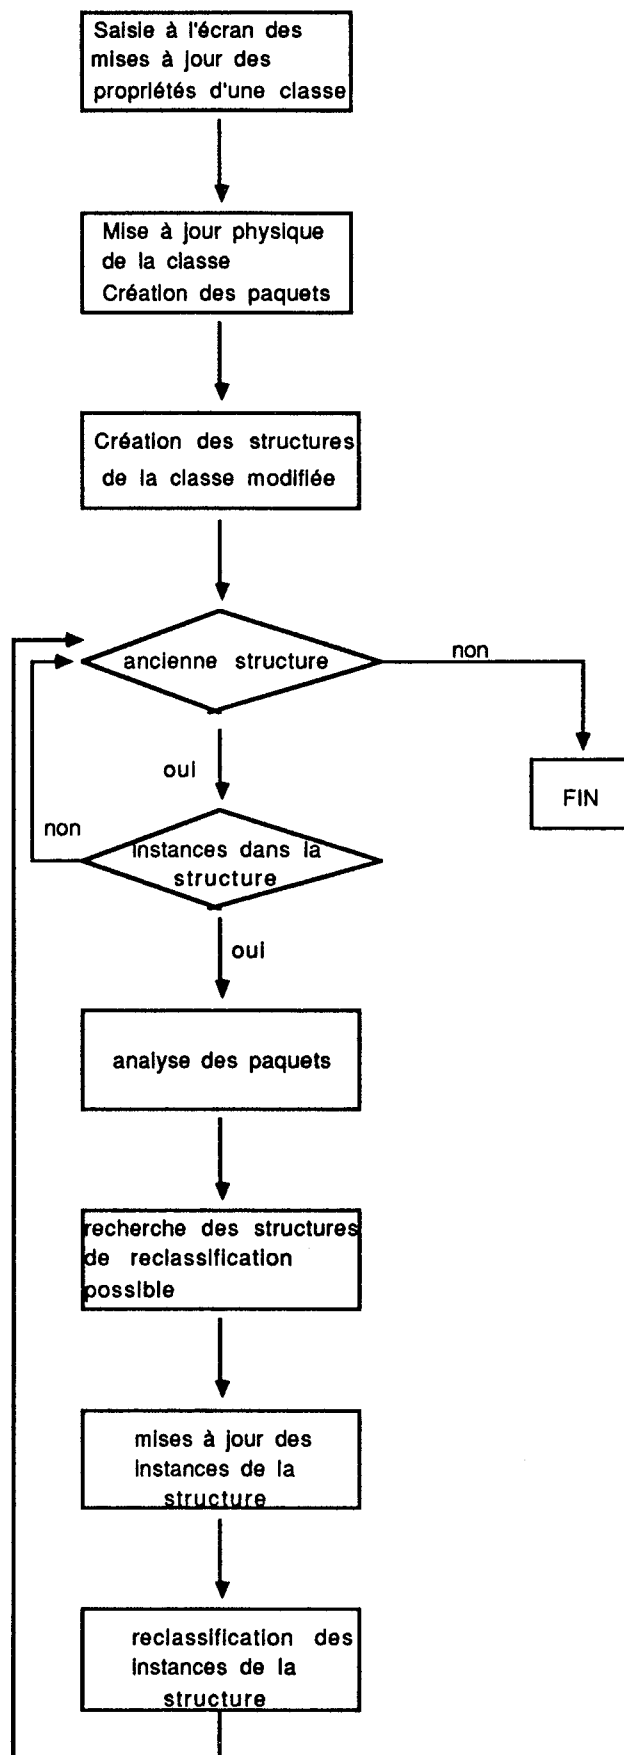 Saisie à l'écran des
mises à jour des
propriétés d'une classe
Mise à jour physique
de la classe
Création des paquets
Création des structures
de la classe modifiée
ancienne structure
non
oui
FIN
non
instances dans la
structure
oui
analyse des paquets
recherche des structures
de reclassification
possible
mises à jour des
instances de la
structure
reclassification des
instances de la
structure